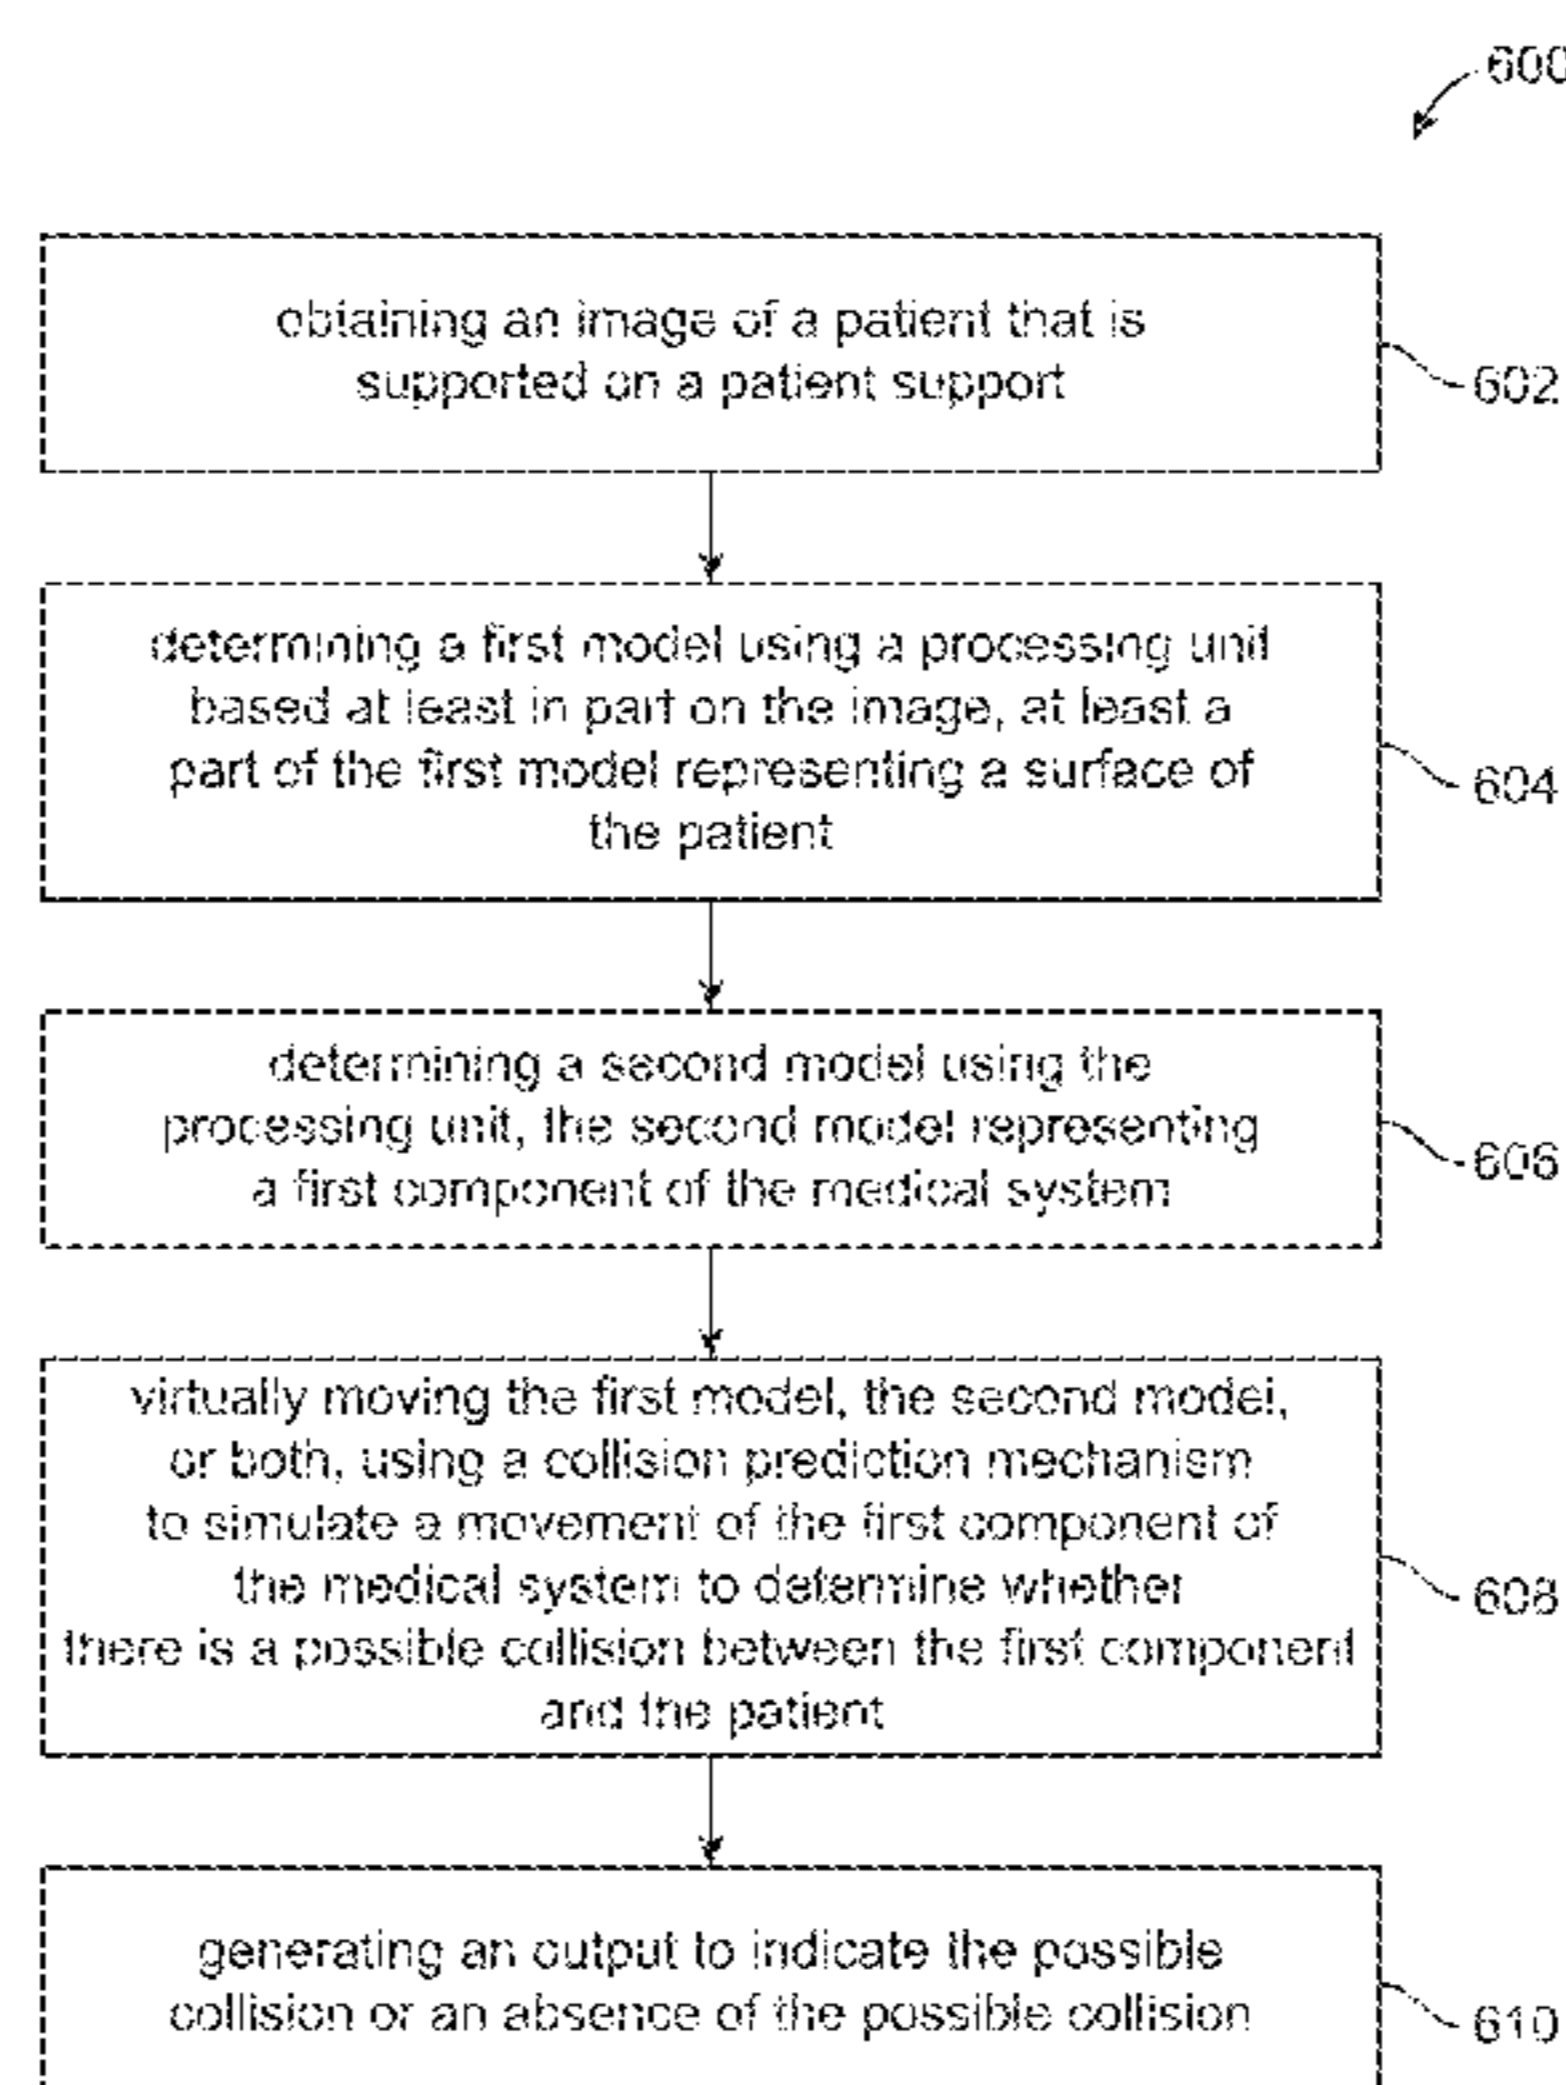 600
obtaining an image of a patient that is
supported on a patient support
602
determining a first model using a processing unit
based at least in part on the image, at least a
part of the first model representing a surface of
the patient
604
determining a second model using the
processing unit, the second model representing
a first component of the medical system
606
virtually moving the first model, the second model,
or both, using a collision prediction mechanism
to simulate a movement of the first component of
the medical system to determine whether
there is a possible collision between the first component
and the patient
608
generating an output to indicate the possible
collision or an absence of the possible collision
610